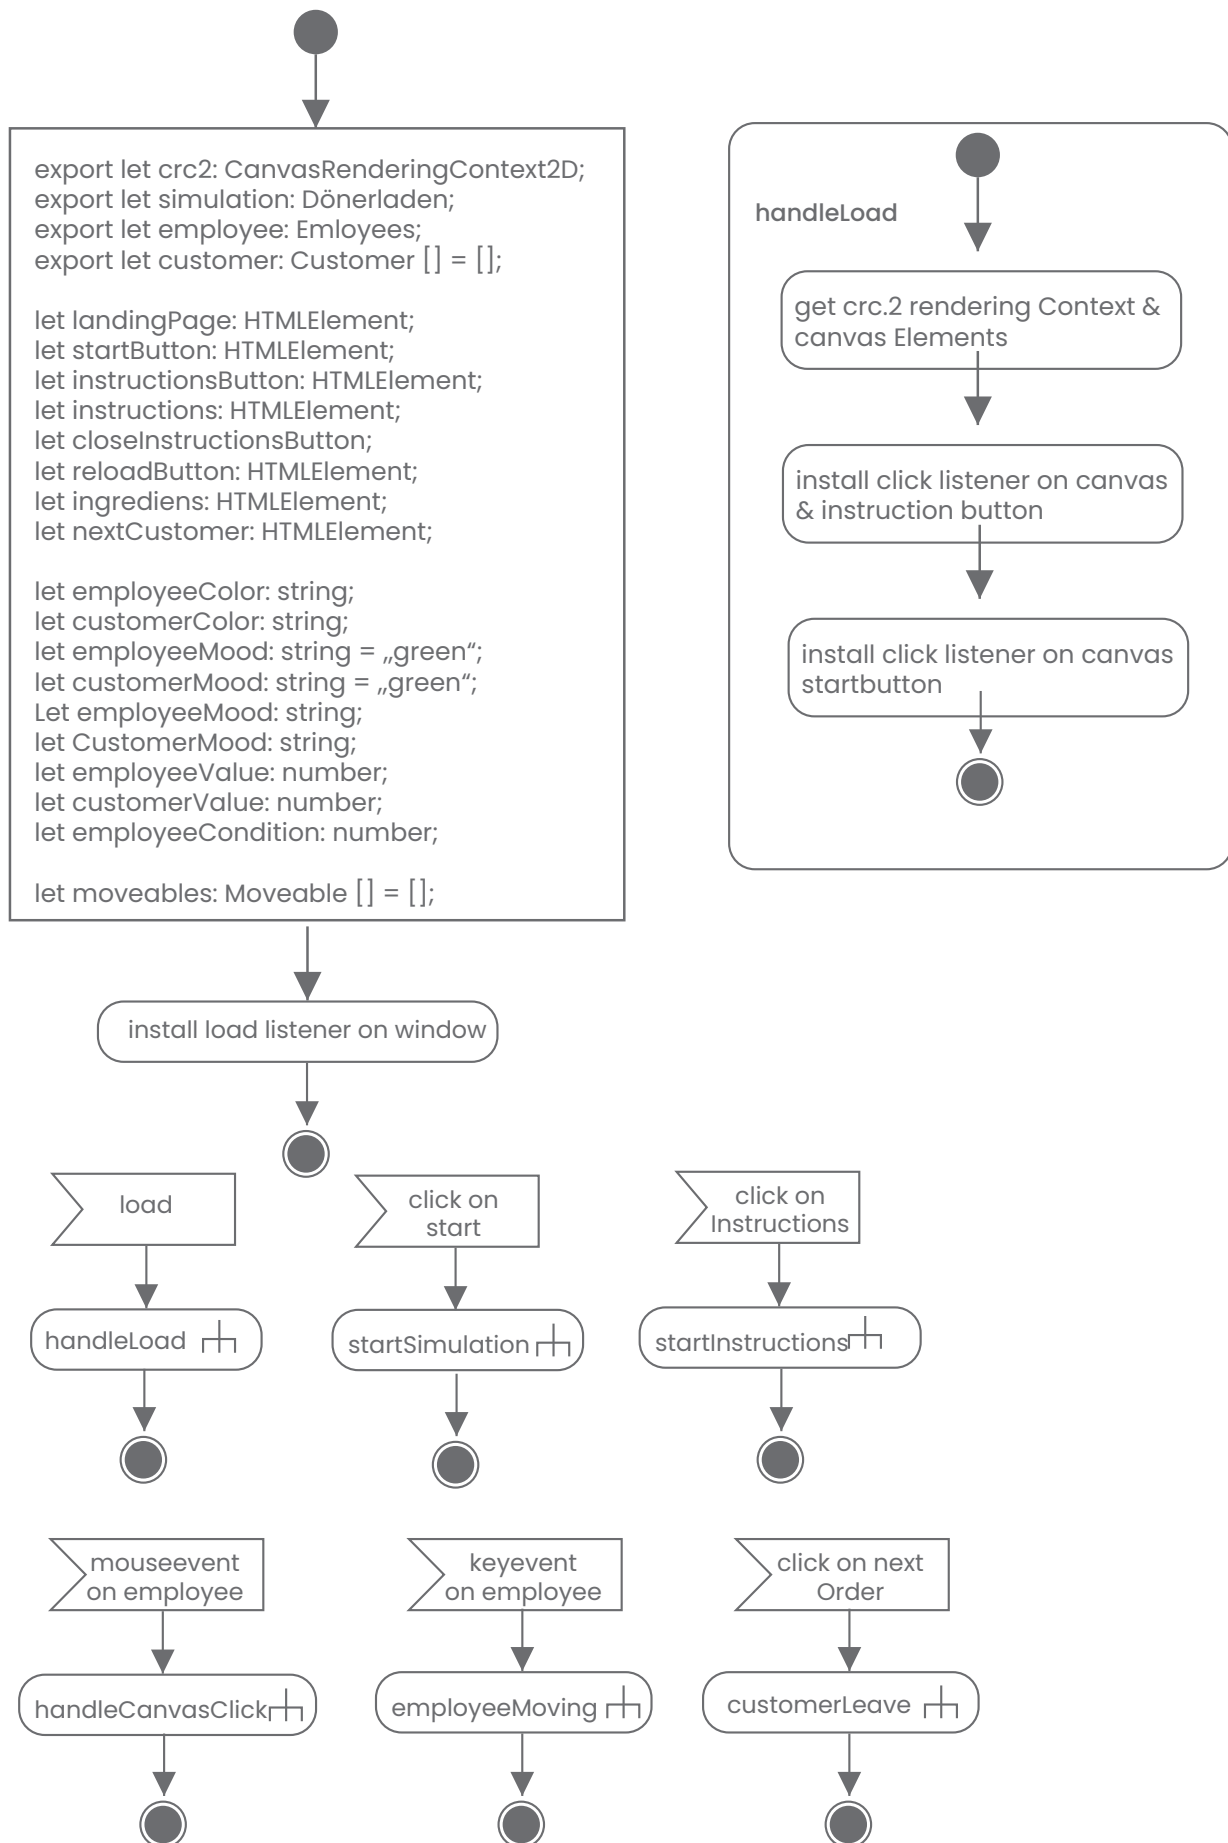 export let crc2: CanvasRenderingContext2D;
export let simulation: Dönerladen;
export let employee: Emloyees;
export let customer: Customer [] = [];
let landingPage: HTMLElement;
let startButton: HTMLElement;
let instructionsButton: HTMLElement;
let instructions: HTMLElement;
let closeInstructionsButton;
let reloadButton: HTMLElement;
let ingrediens: HTMLElement;
let nextCustomer: HTMLElement;
let employeeColor: string;
let customerColor: string;
let employeeMood: string = „green“;
let customerMood: string = „green“;
Let employeeMood: string;
let CustomerMood: string;
let employeeValue: number;
let customerValue: number;
let employeeCondition: number;
let moveables: Moveable [] = [];
install load listener on window
handleLoad
get crc.2 rendering Context &
canvas Elements
install click listener on canvas
& instruction button
install click listener on canvas
startbutton
load
handleLoad
click on
start
startSimulation
click on
Instructions
startInstructions
mouseevent
on employee
handleCanvasClick
keyevent
on employee
employeeMoving
click on next
Order
customerLeave